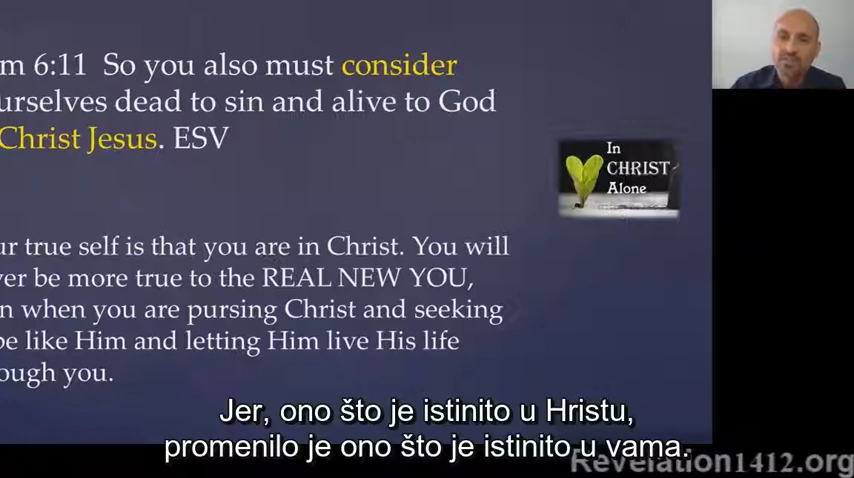 m 6:11 So you also must consider
urselves dead to sin and alive to God
Christ Jesus. ESV
In
CHRIST
Alone
ur true self is that you are in Christ. You will
er be more true to the REAL NEW YOU,
n when you are pursing Christ and seeking
be like Him and letting Him live His life
ough you.
Jer, ono što je istinito u Hristu,
promenilo je ono što je istinito u vama.
Revelation1412.org